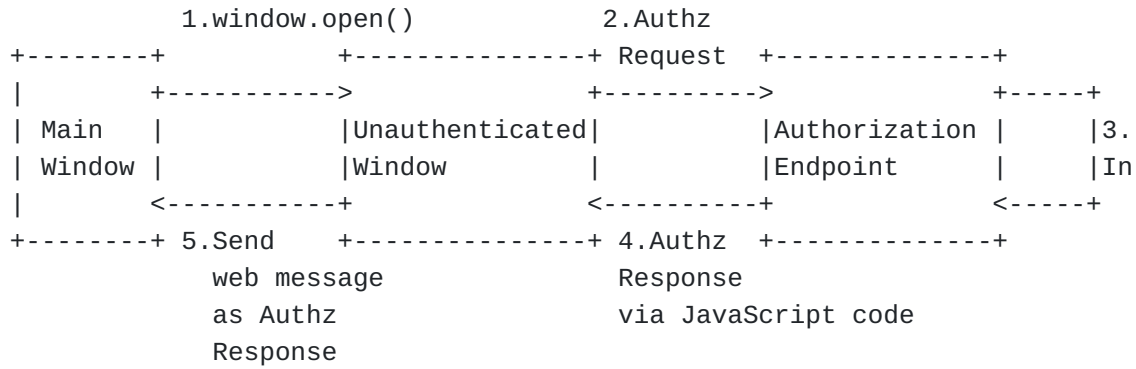 1.window.open() 2.Authz
+--------+ +---------------+ Request +--------------+
| +-----------> +----------> +-----+
| Main | | |Unauthenticated| | |Authorization | | |3.
| Window | | |Window | | |Endpoint | | |In
| <-----------+ <----------+ <-----+
+--------+ 5.Send +---------------+ 4.Authz +--------------+
web message Response
as Authz via JavaScript code
Response